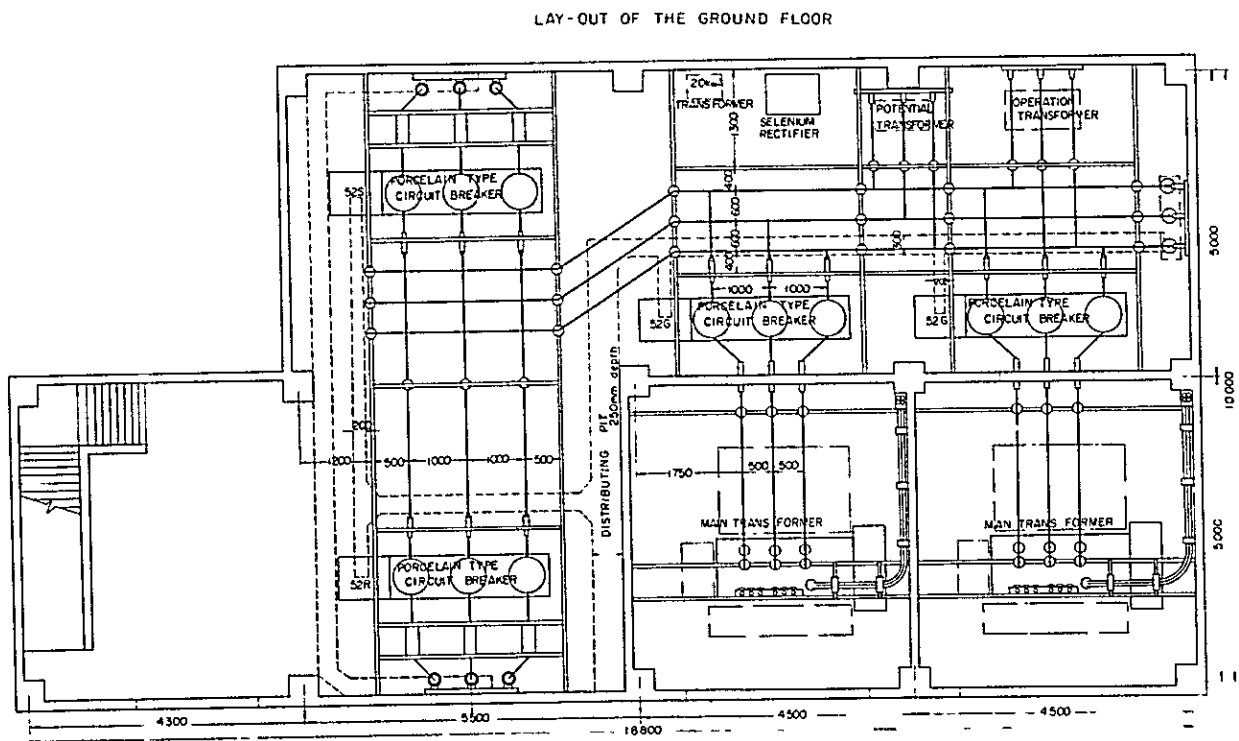 LAY-OUT OF THE GROUND FLOOR
TRANSFORMER
SELENIUM
RECTIFIER
POTENTIAL
TRANSFORMER
OPERATION
TRANSFORMER
1300
400
600
600
400
300
52S
PORCELAIN TYPE
CIRCUIT BREAKER
1000
1000
52G
PORCELAIN TYPE
CIRCUIT BREAKER
52G
PORCELAIN TYPE
CIRCUIT BREAKER
5000
10000
5000
200
1200
500
1000
1000
500
DISTRIBUTING PIT
250mm depth
1750
500
500
MAIN TRANSFORMER
MAIN TRANSFORMER
52R
PORCELAIN TYPE
CIRCUIT BREAKER
4300
5500
4500
4500
18800